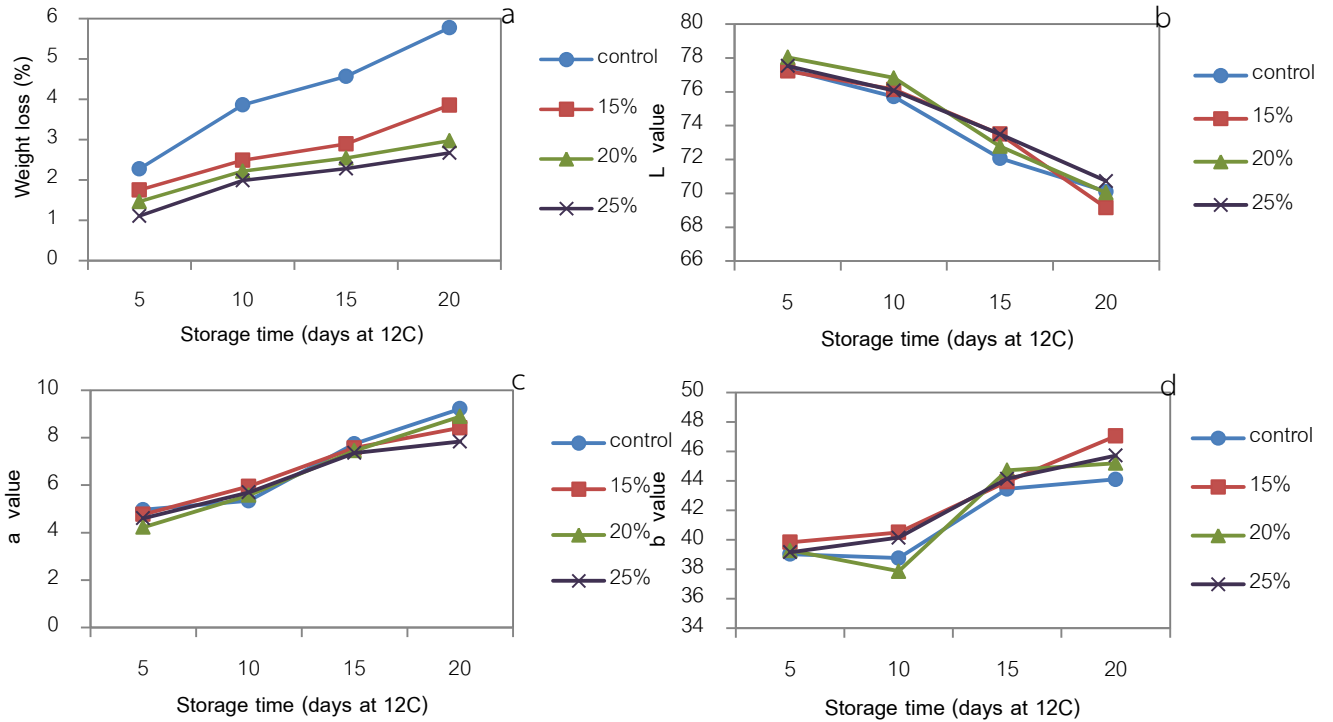 a
Weight loss (%)
6
5
4
3
2
1
0
5 10 15 20
Storage time (days at 12C)
control
15%
20%
25%
b
L value
80
78
76
74
72
70
68
66
5 10 15 20
Storage time (days at 12C)
control
15%
20%
25%
c
a value
10
8
6
4
2
0
5 10 15 20
Storage time (days at 12C)
control
15%
20%
25%
d
b value
50
48
46
44
42
40
38
36
34
5 10 15 20
Storage time (days at 12C)
control
15%
20%
25%